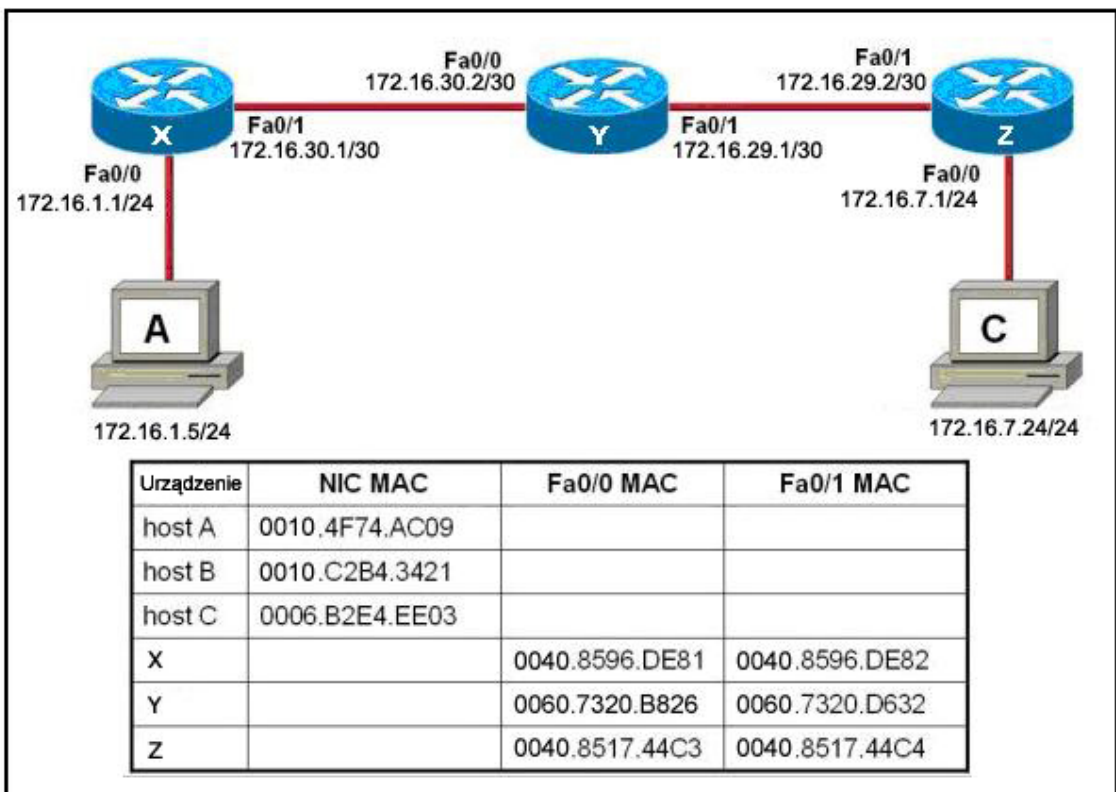 Fa0/0
172.16.30.2/30
Fa0/1
172.16.29.2/30
X
Y
Z
Fa0/1
172.16.30.1/30
Fa0/1
172.16.29.1/30
Fa0/0
172.16.1.1/24
Fa0/0
172.16.7.1/24
A
C
172.16.1.5/24
172.16.7.24/24
Urządzenie NIC MAC Fa0/0 MAC Fa0/1 MAC
host A 0010.4F74.AC09
host B 0010.C2B4.3421
host C 0006.B2E4.EE03
X 0040.8596.DE81 0040.8596.DE82
Y 0060.7320.B826 0060.7320.D632
Z 0040.8517.44C3 0040.8517.44C4